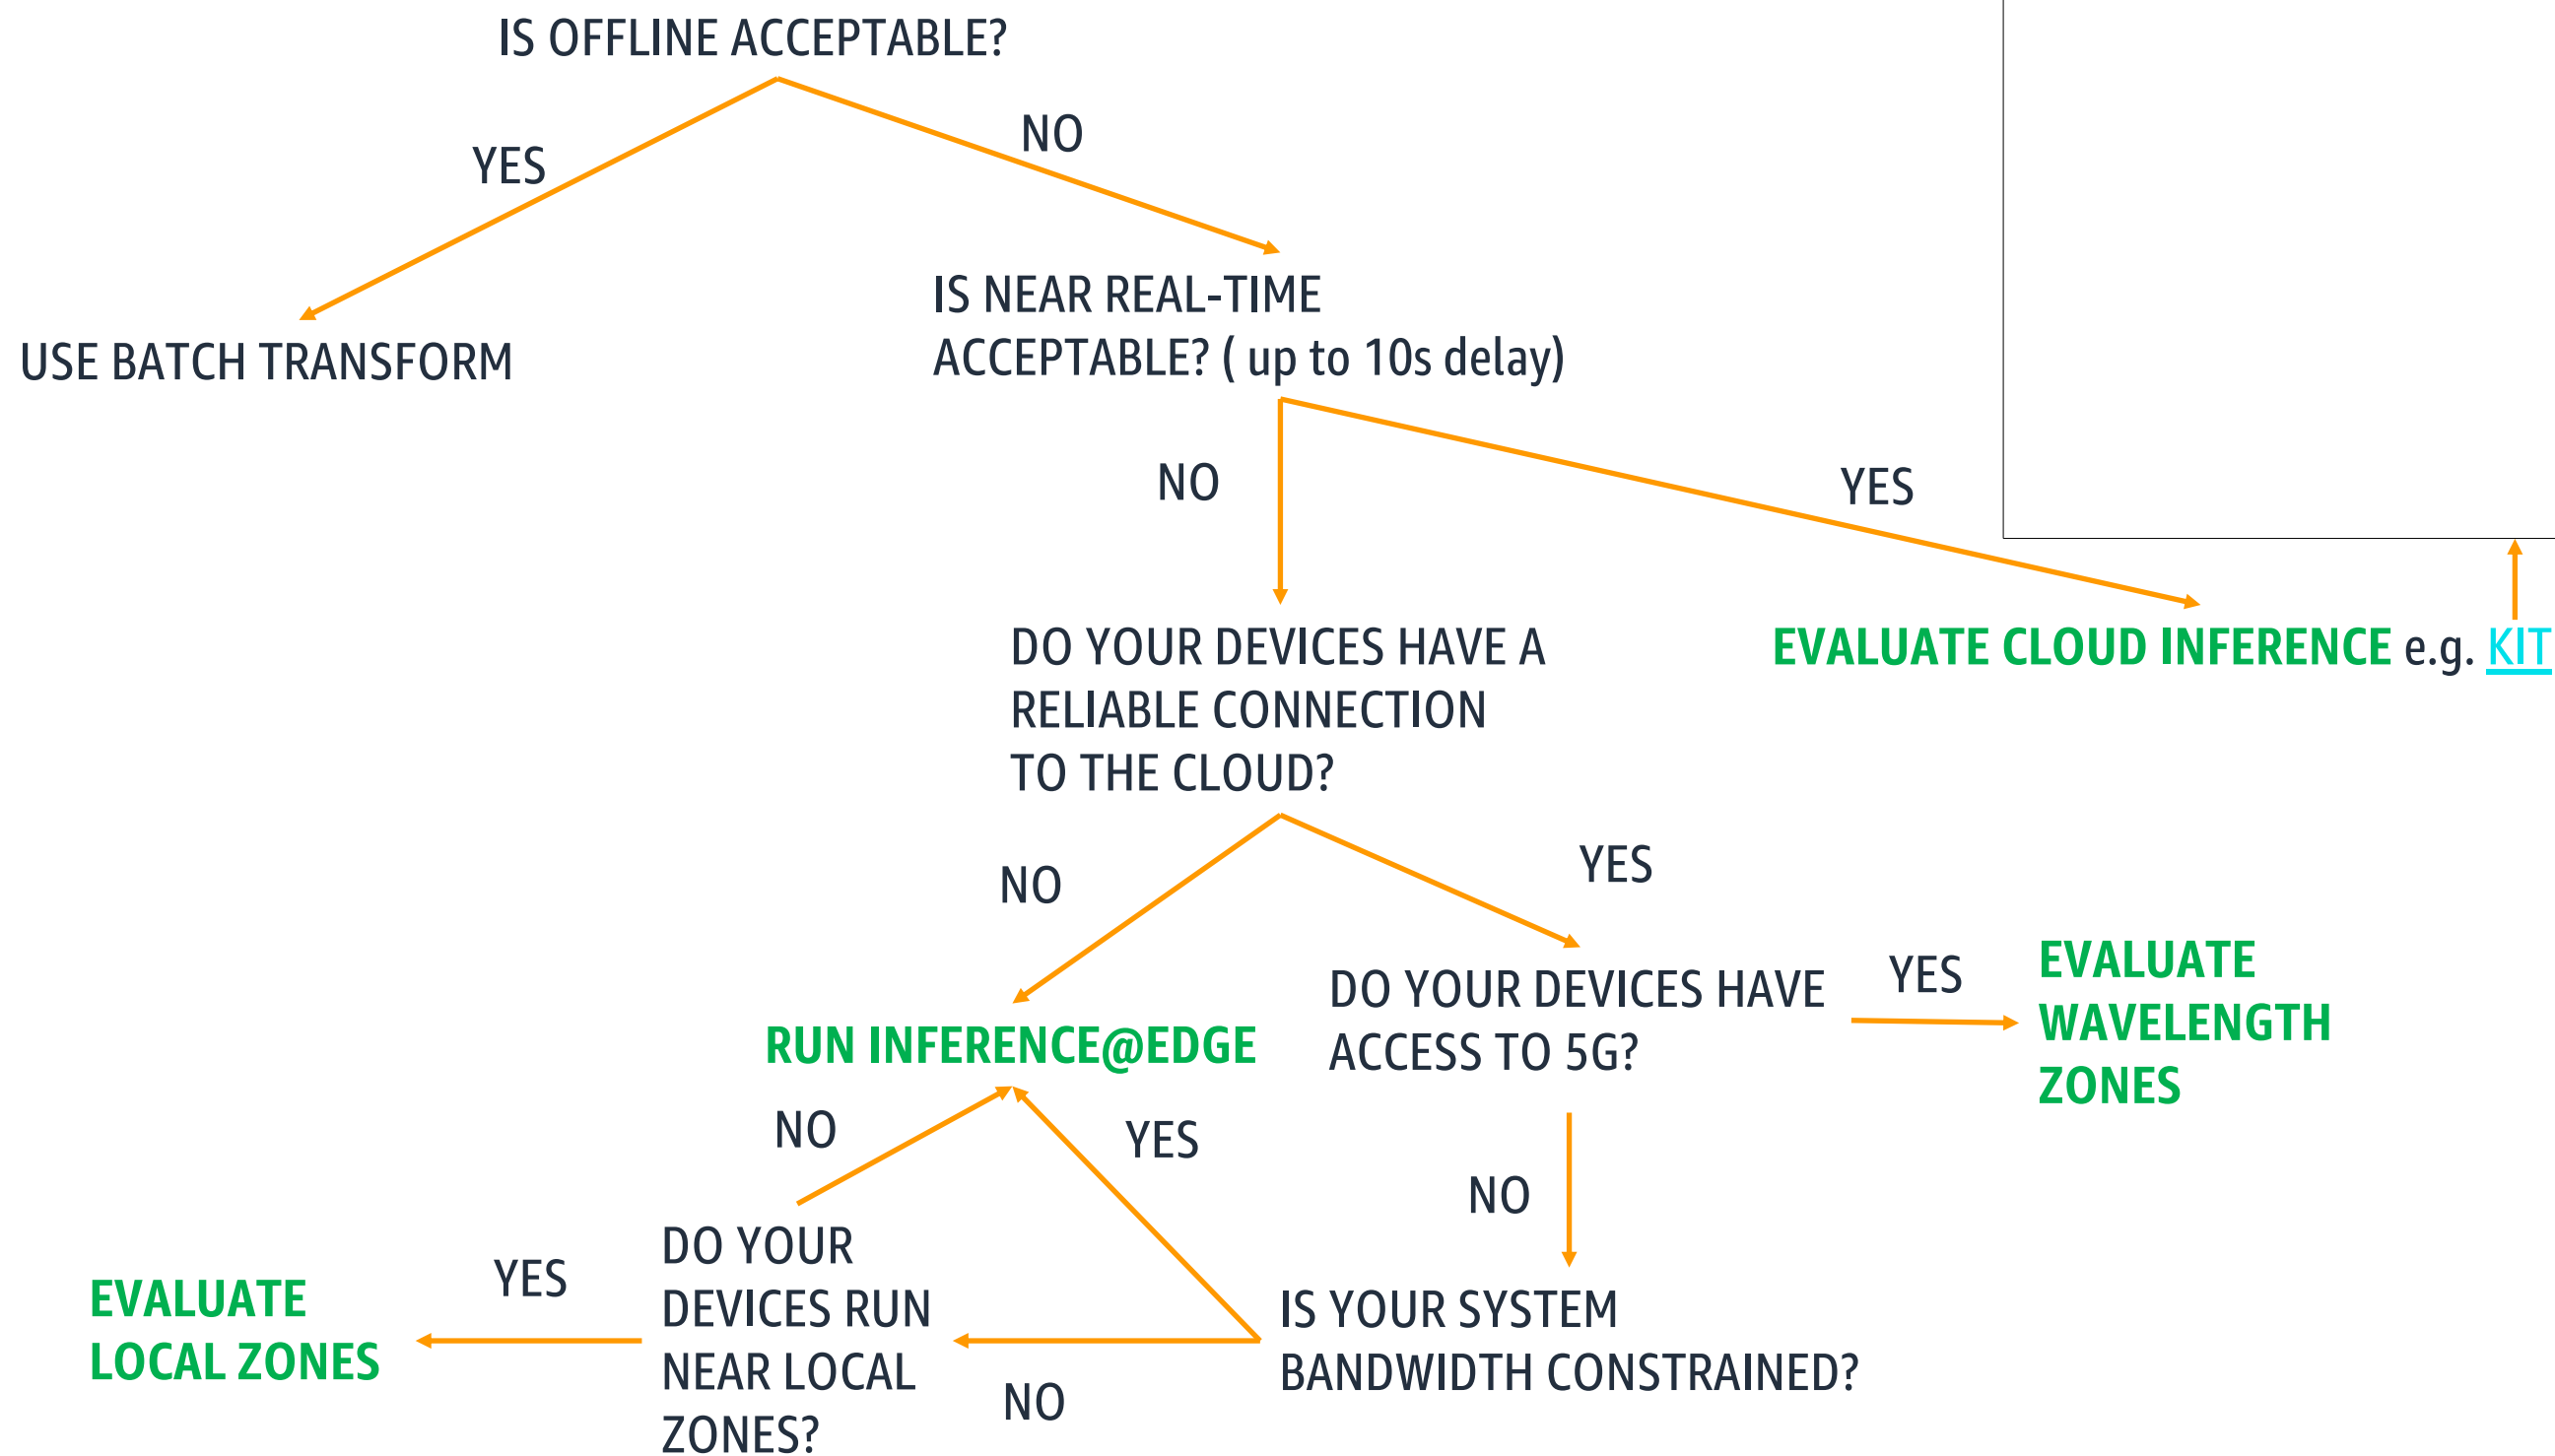 IS OFFLINE ACCEPTABLE?
NO
YES
IS NEAR REAL-TIME
ACCEPTABLE? ( up to 10s delay)
USE BATCH TRANSFORM
NO
YES
DO YOUR DEVICES HAVE A
RELIABLE CONNECTION
TO THE CLOUD?
EVALUATE CLOUD INFERENCE e.g. KIT
NO
YES
RUN INFERENCE@EDGE
DO YOUR DEVICES HAVE
ACCESS TO 5G?
YES
EVALUATE
WAVELENGTH
ZONES
NO
YES
NO
EVALUATE
LOCAL ZONES
YES
DO YOUR
DEVICES RUN
NEAR LOCAL
ZONES?
NO
IS YOUR SYSTEM
BANDWIDTH CONSTRAINED?